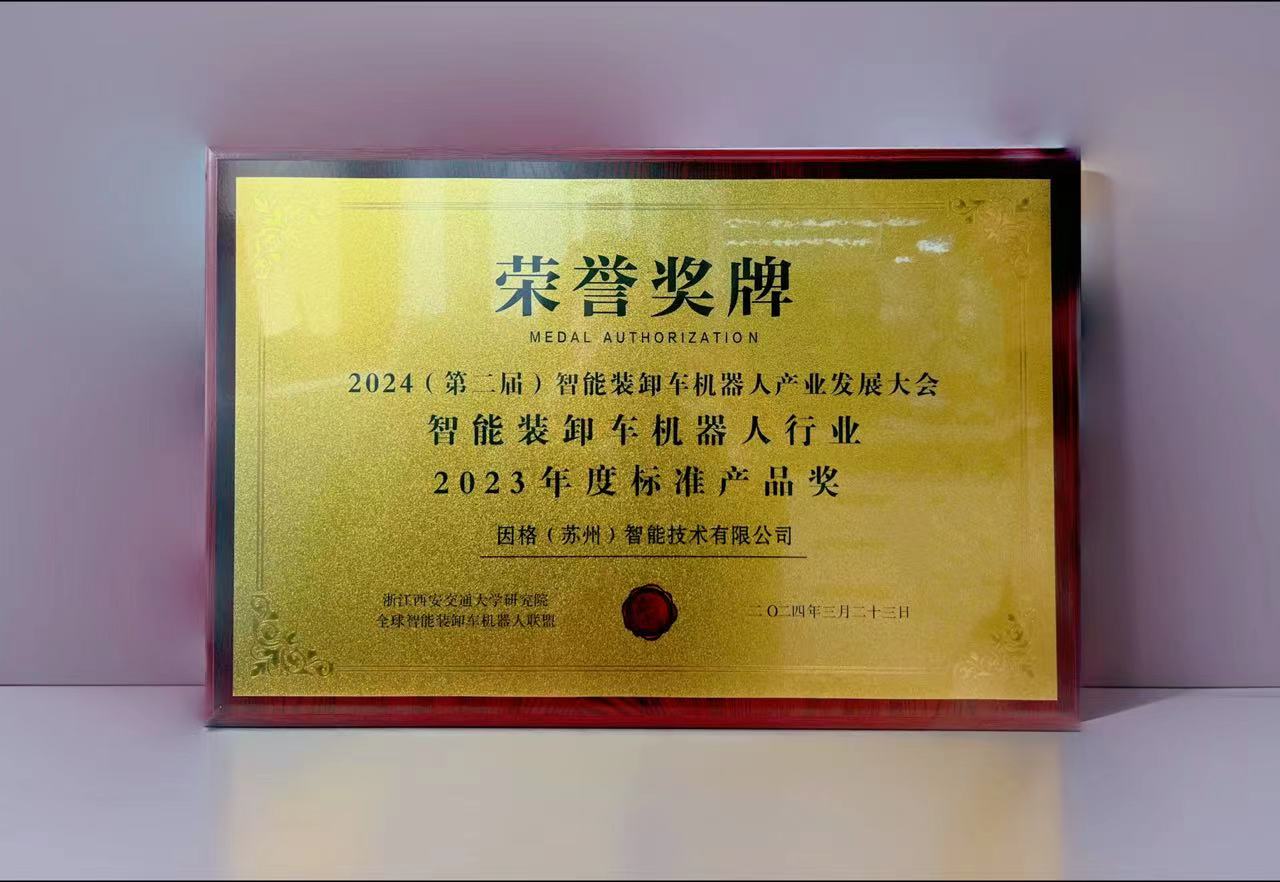 荣誉奖牌
MEDAL AUTHORIZATION
2024（第二届）智能装卸车机器人产业发展大会
智能装卸车机器人行业
2023年度标准产品奖
因格（苏州）智能技术有限公司
浙江西安交通大学研究院
全球智能装卸车机器人联盟
二〇二四年三月二十三日